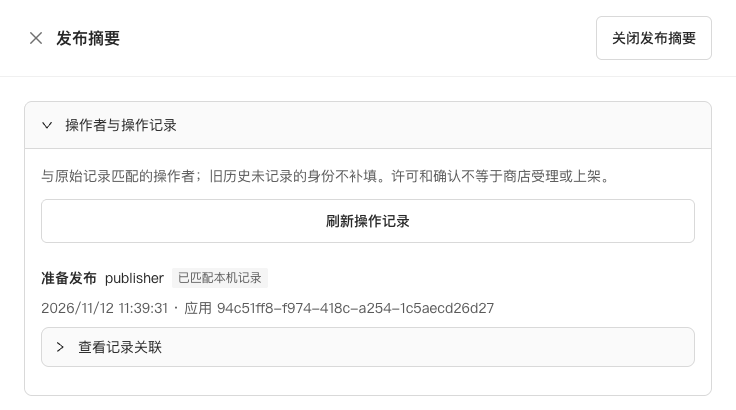 发布摘要
关闭发布摘要
操作者与操作记录
与原始记录匹配的操作者；旧历史未记录的身份不补填。许可和确认不等于商店受理或上架。
刷新操作记录
准备发布 publisher 已匹配本机记录
2026/11/12 11:39:31 · 应用 94c51ff8-f974-418c-a254-1c5aecd26d27
查看记录关联